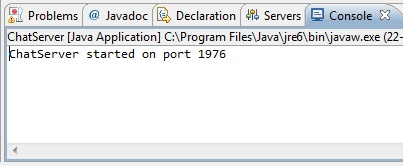 Problems @ Javadoc Declaration Servers Console
ChatServer [Java Application] C:\Program Files\Java\jre6\bin\javaw.exe (22-
ChatServer started on port 1976